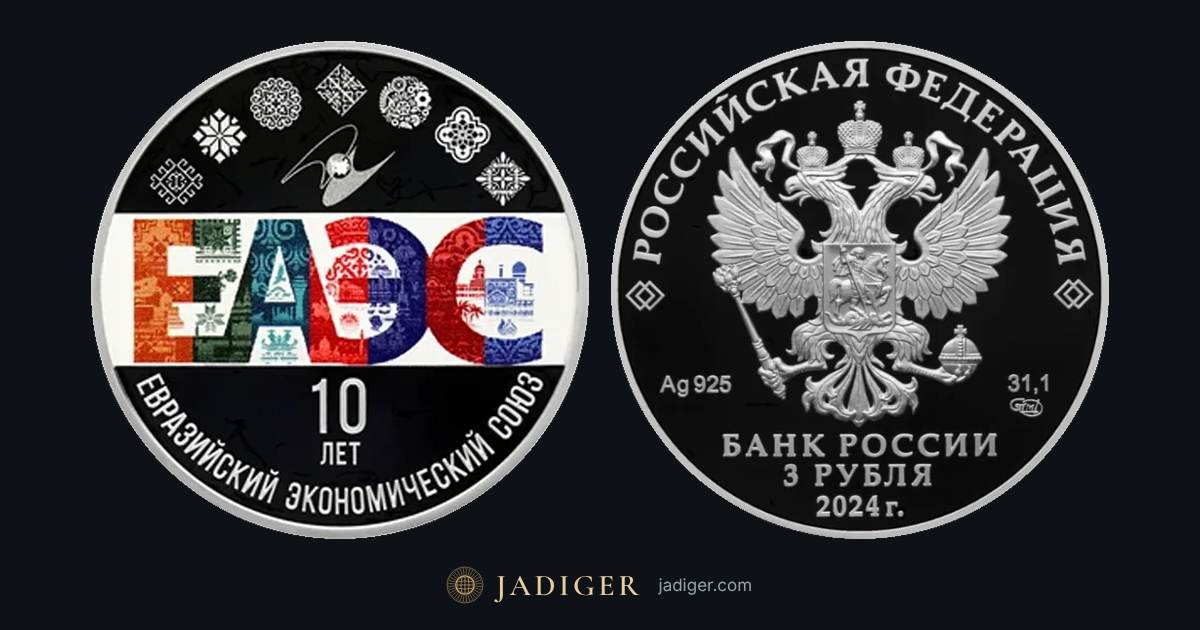 ЕАЭС
10
ЛЕТ
ЕВРАЗИЙСКИЙ ЭКОНОМИЧЕСКИЙ СОЮЗ
РОССИЙСКАЯ ФЕДЕРАЦИЯ
Ag 925
31,1
БАНК РОССИИ
3 РУБЛЯ
2024 г.
JADIGER
jadiger.com